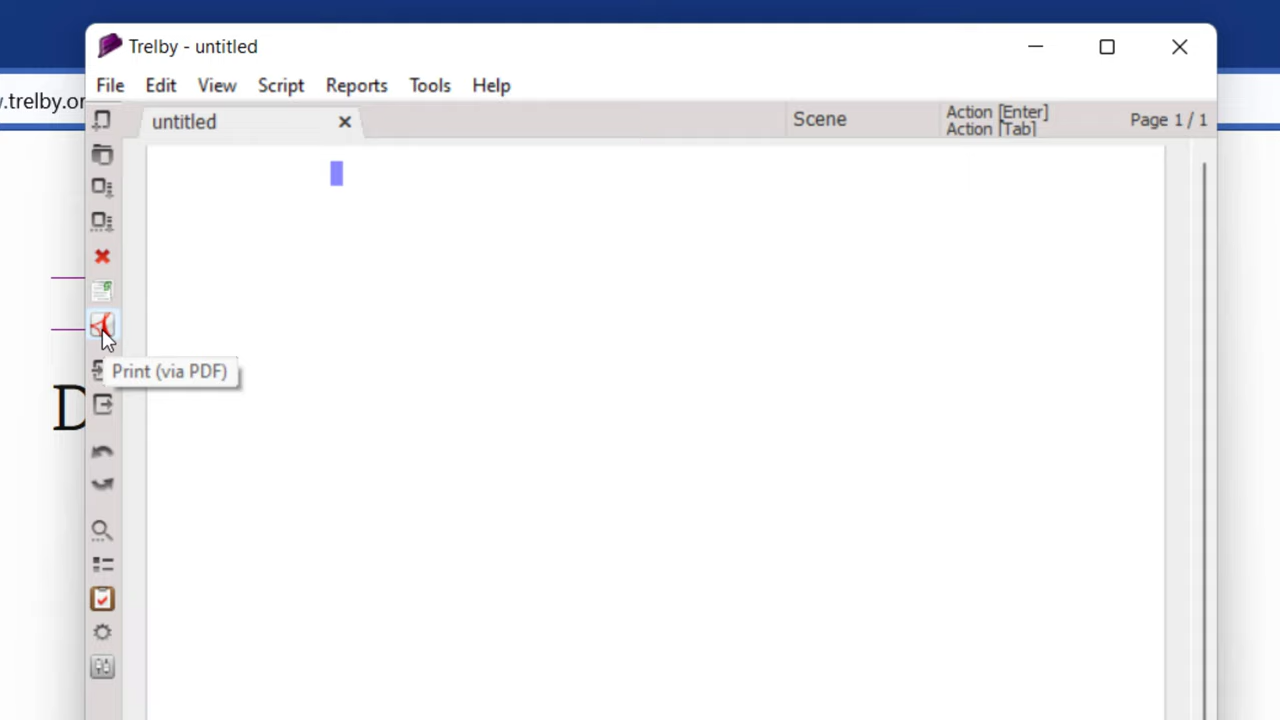 Trelby - untitled
File Edit View Script Reports Tools Help
.trelby.or
untitled
Scene
Action [Enter]
Action [Tab]
Page 1 / 1
Print (via PDF)
D